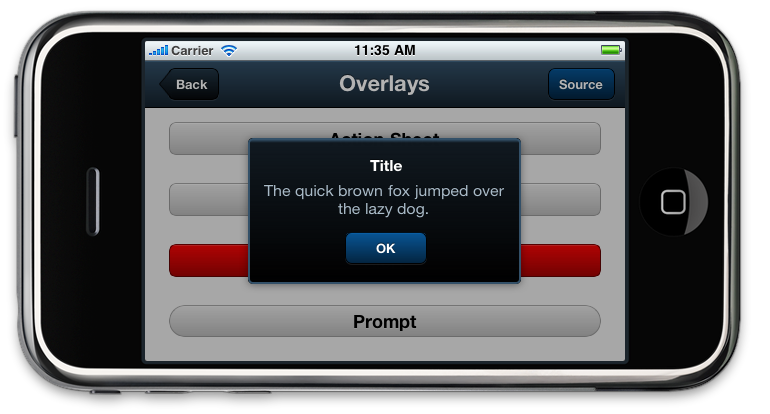 Carrier
11:35 AM
Back
Overlays
Source
Action Sheet
Title
The quick brown fox jumped over
the lazy dog.
OK
Prompt